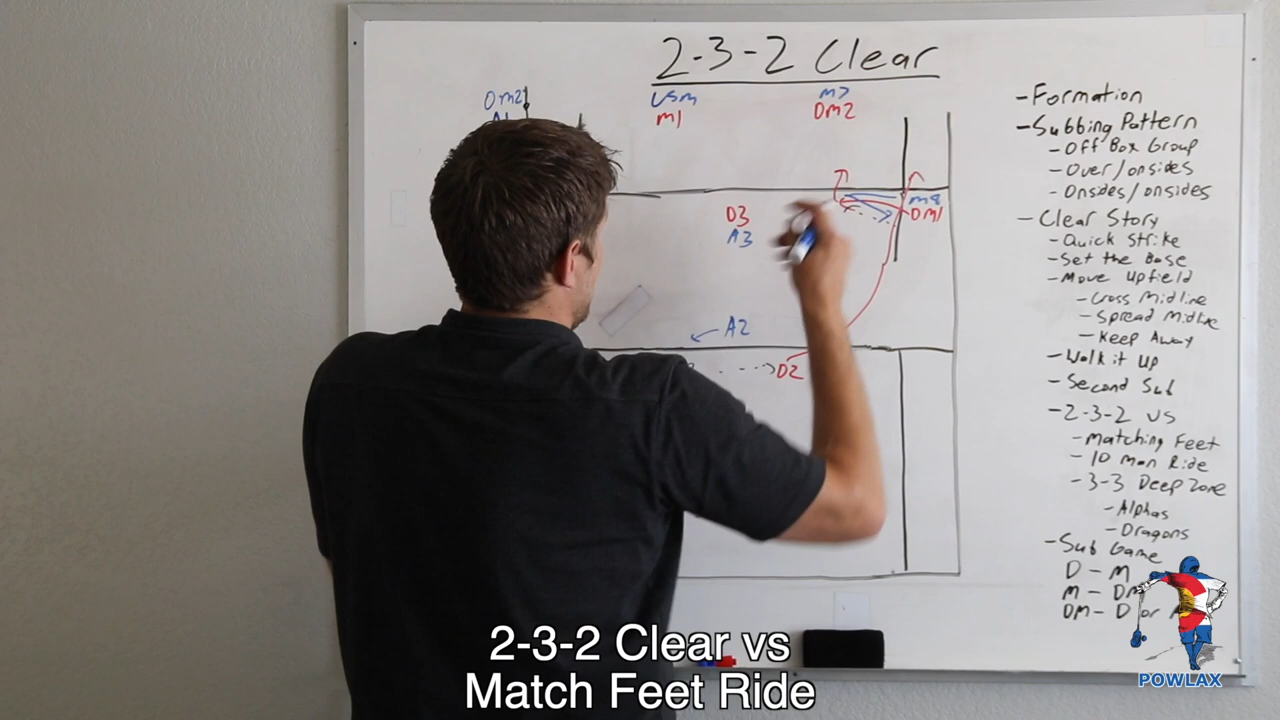 2-3-2 Clear
Om2
A1
LSM
M1
M7
DM2
M8
DM1
D3
A3
A2
D2
- Formation
- Subbing Pattern
- Off Box Group
- Over/onsides
- Onsides/onsides
- Clear Story
- Quick Strike
- Set the Base
- Move Upfield
- Cross Midline
- Spread Midline
- Keep Away
- Walk it Up
- Second Sub
- 2-3-2 VS
- Matching Feet
- 10 Man Ride
- 3-3 Deep Zone
- Alphas
- Dragons
- Sub Game
D - M
M - DM
DM - D or
2-3-2 Clear vs
Match Feet Ride
POWLAX